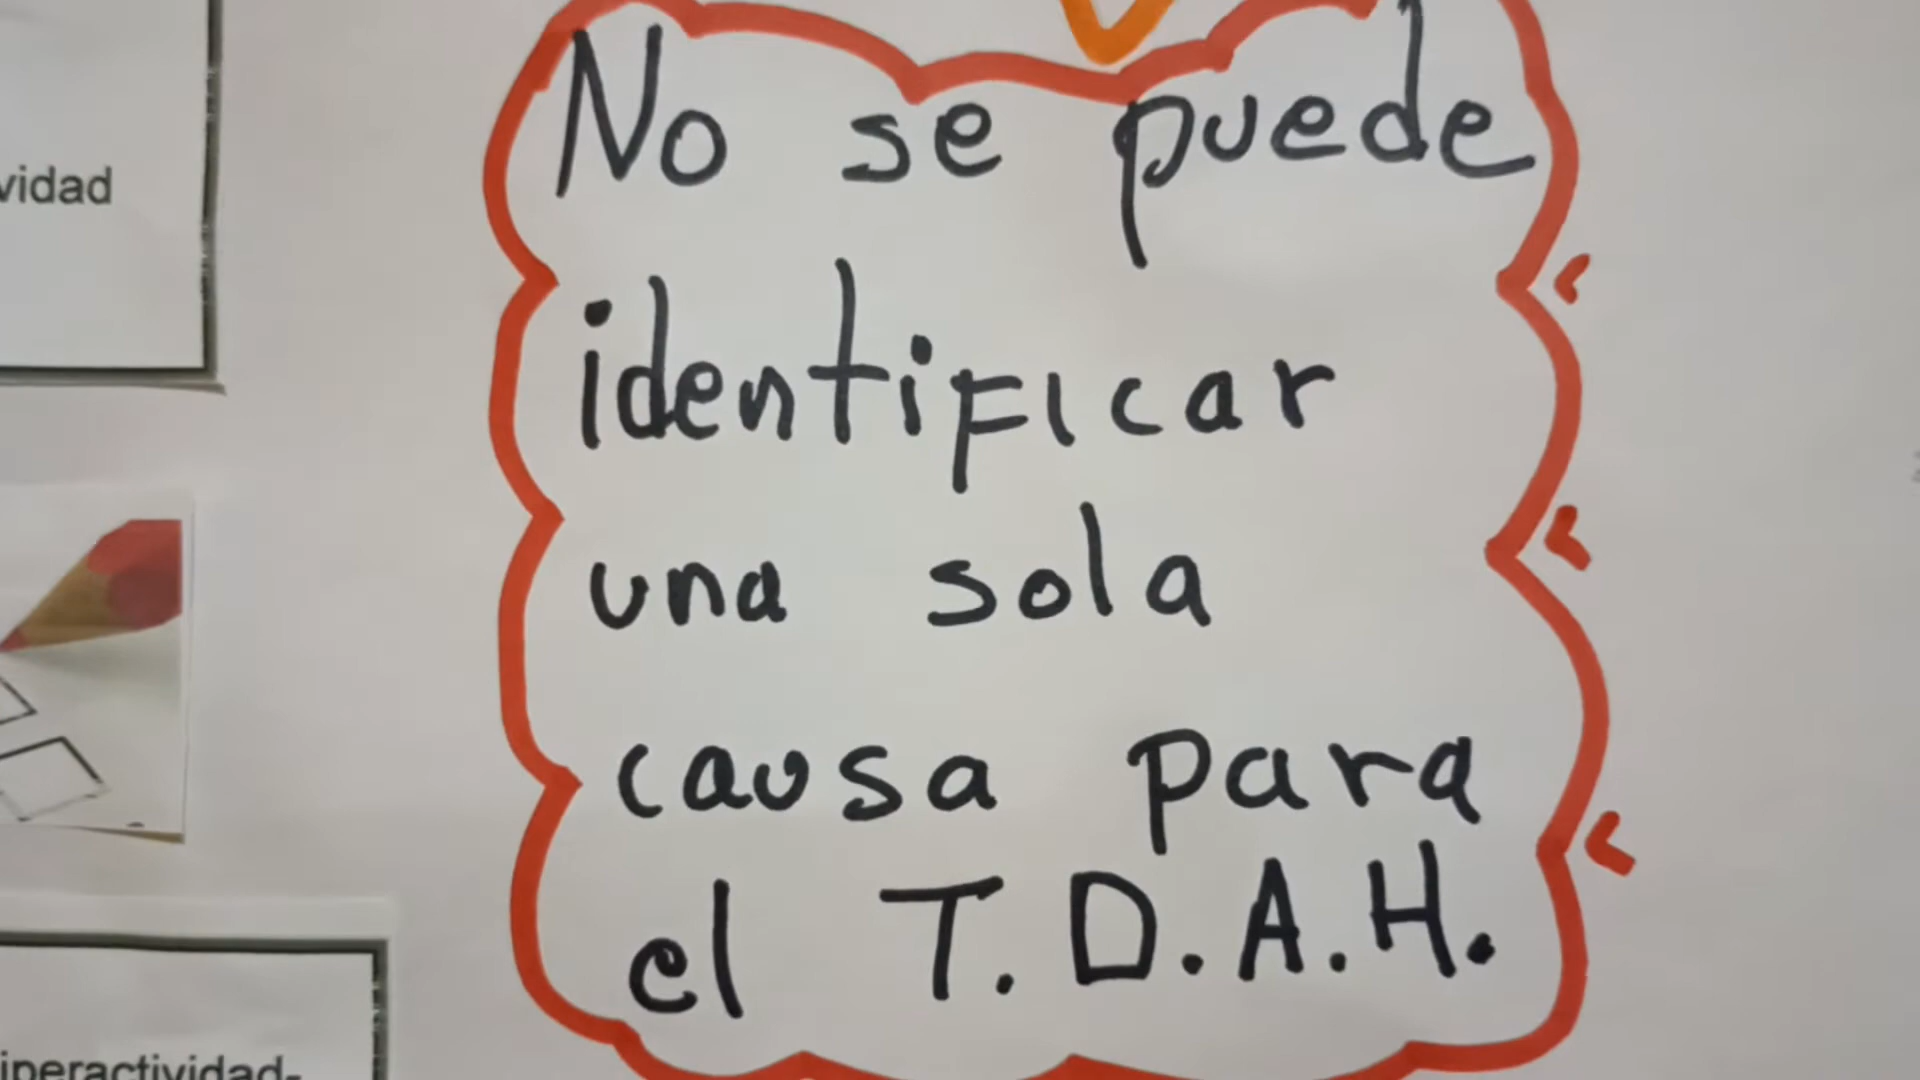 No se puede
identificar
una sola
causa para
el T.D.A.H.
vidad
iperactividad-